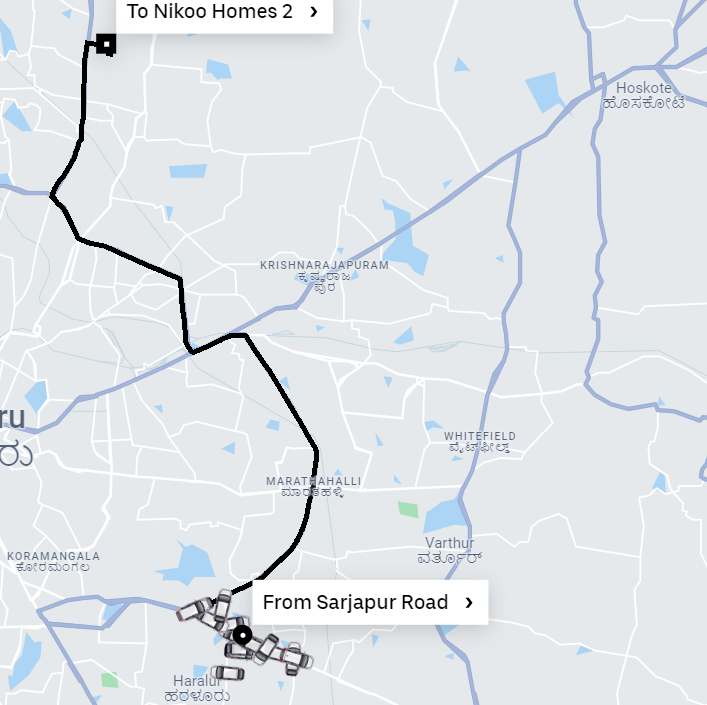 To Nikoo Homes 2 ›
Hoskote
ಹೊಸಕೋಟೆ
KRISHNARAJAPURAM
ಕೃಷ್ಣರಾಜ
ಪುರ
ru
ರು
WHITEFIELD
ವೈಟ್‌ಫೀಲ್ಡ್
MARATHAHALLI
ಮಾರತಹಳ್ಳಿ
Varthur
ವರ್ತೂರ್
KORAMANGALA
ಕೋರಮಂಗಲ
From Sarjapur Road ›
Haralur
ಹರಳೂರು